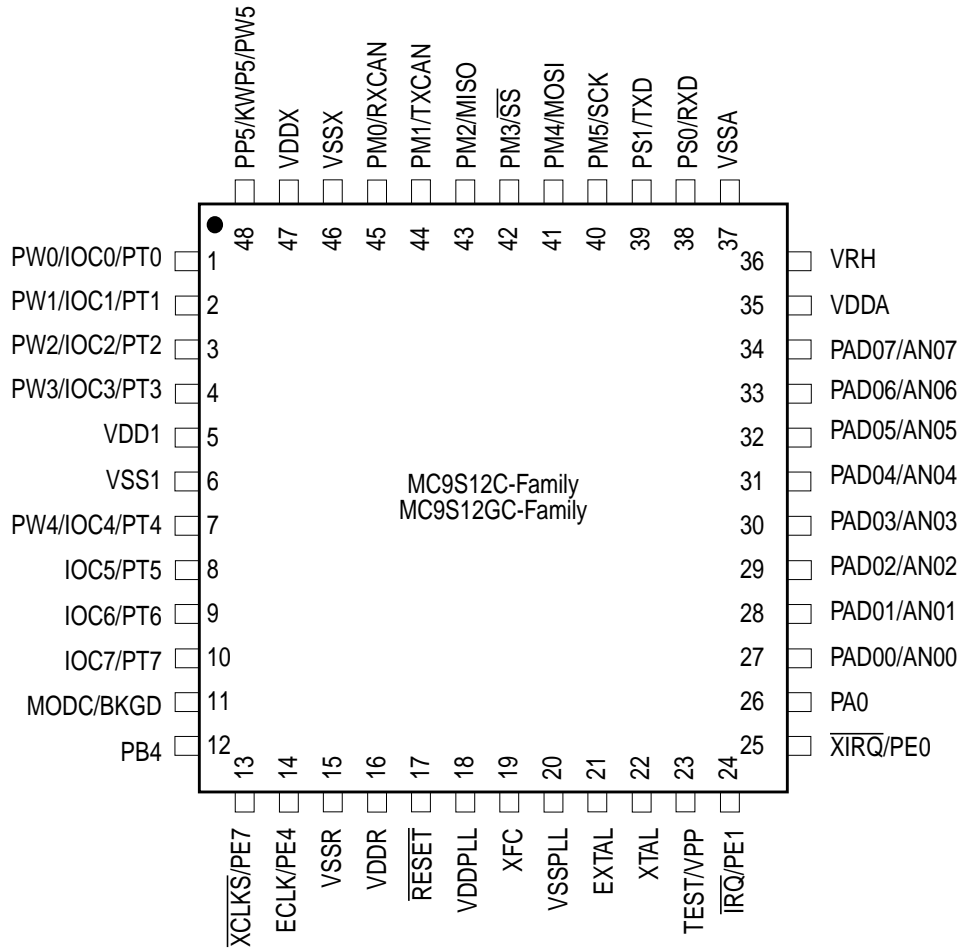 PP5/KWP5/PW5
VDDX
VSSX
PM0/RXCAN
PM1/TXCAN
PM2/MISO
PM3/S̅S̅
PM4/MOSI
PM5/SCK
PS1/TXD
PS0/RXD
VSSA
48
47
46
45
44
43
42
41
40
39
38
37
PW0/IOC0/PT0 1
PW1/IOC1/PT1 2
PW2/IOC2/PT2 3
PW3/IOC3/PT3 4
VDD1 5
VSS1 6
PW4/IOC4/PT4 7
IOC5/PT5 8
IOC6/PT6 9
IOC7/PT7 10
MODC/BKGD 11
PB4 12
MC9S12C-Family
MC9S12GC-Family
36 VRH
35 VDDA
34 PAD07/AN07
33 PAD06/AN06
32 PAD05/AN05
31 PAD04/AN04
30 PAD03/AN03
29 PAD02/AN02
28 PAD01/AN01
27 PAD00/AN00
26 PA0
25 X̅I̅R̅Q̅/PE0
13
14
15
16
17
18
19
20
21
22
23
24
X̅C̅L̅K̅S̅/PE7
ECLK/PE4
VSSR
VDDR
R̅E̅S̅E̅T̅
VDDPLL
XFC
VSSPLL
EXTAL
XTAL
TEST/VPP
I̅R̅Q̅/PE1